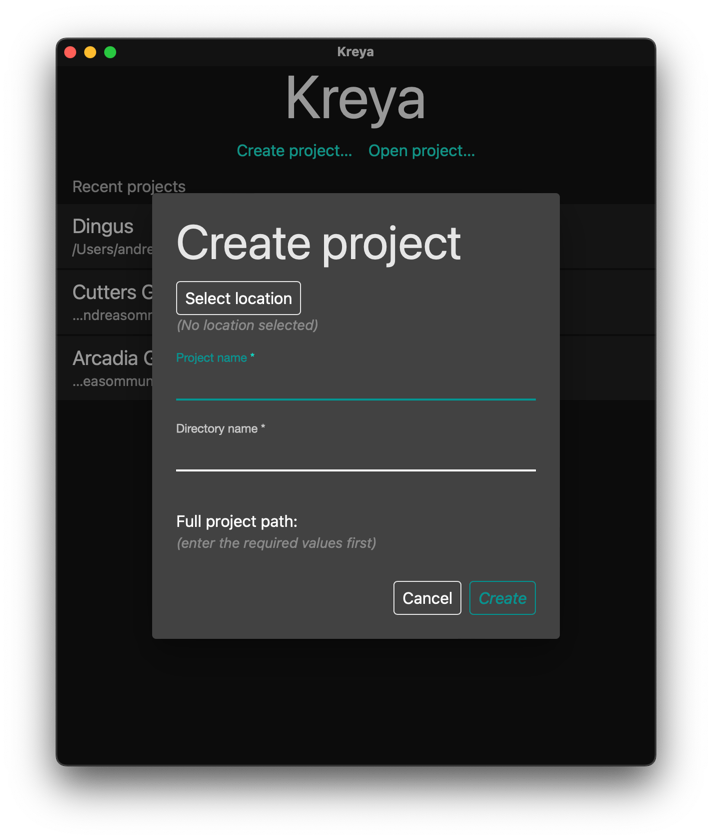 Kreya
Kreya
Create project... Open project...
Recent projects
Dingus
/Users/andre
Cutters G
...ndreasomm
Arcadia G
...easommun
Create project
Select location
(No location selected)
Project name *
Directory name *
Full project path:
(enter the required values first)
Cancel Create